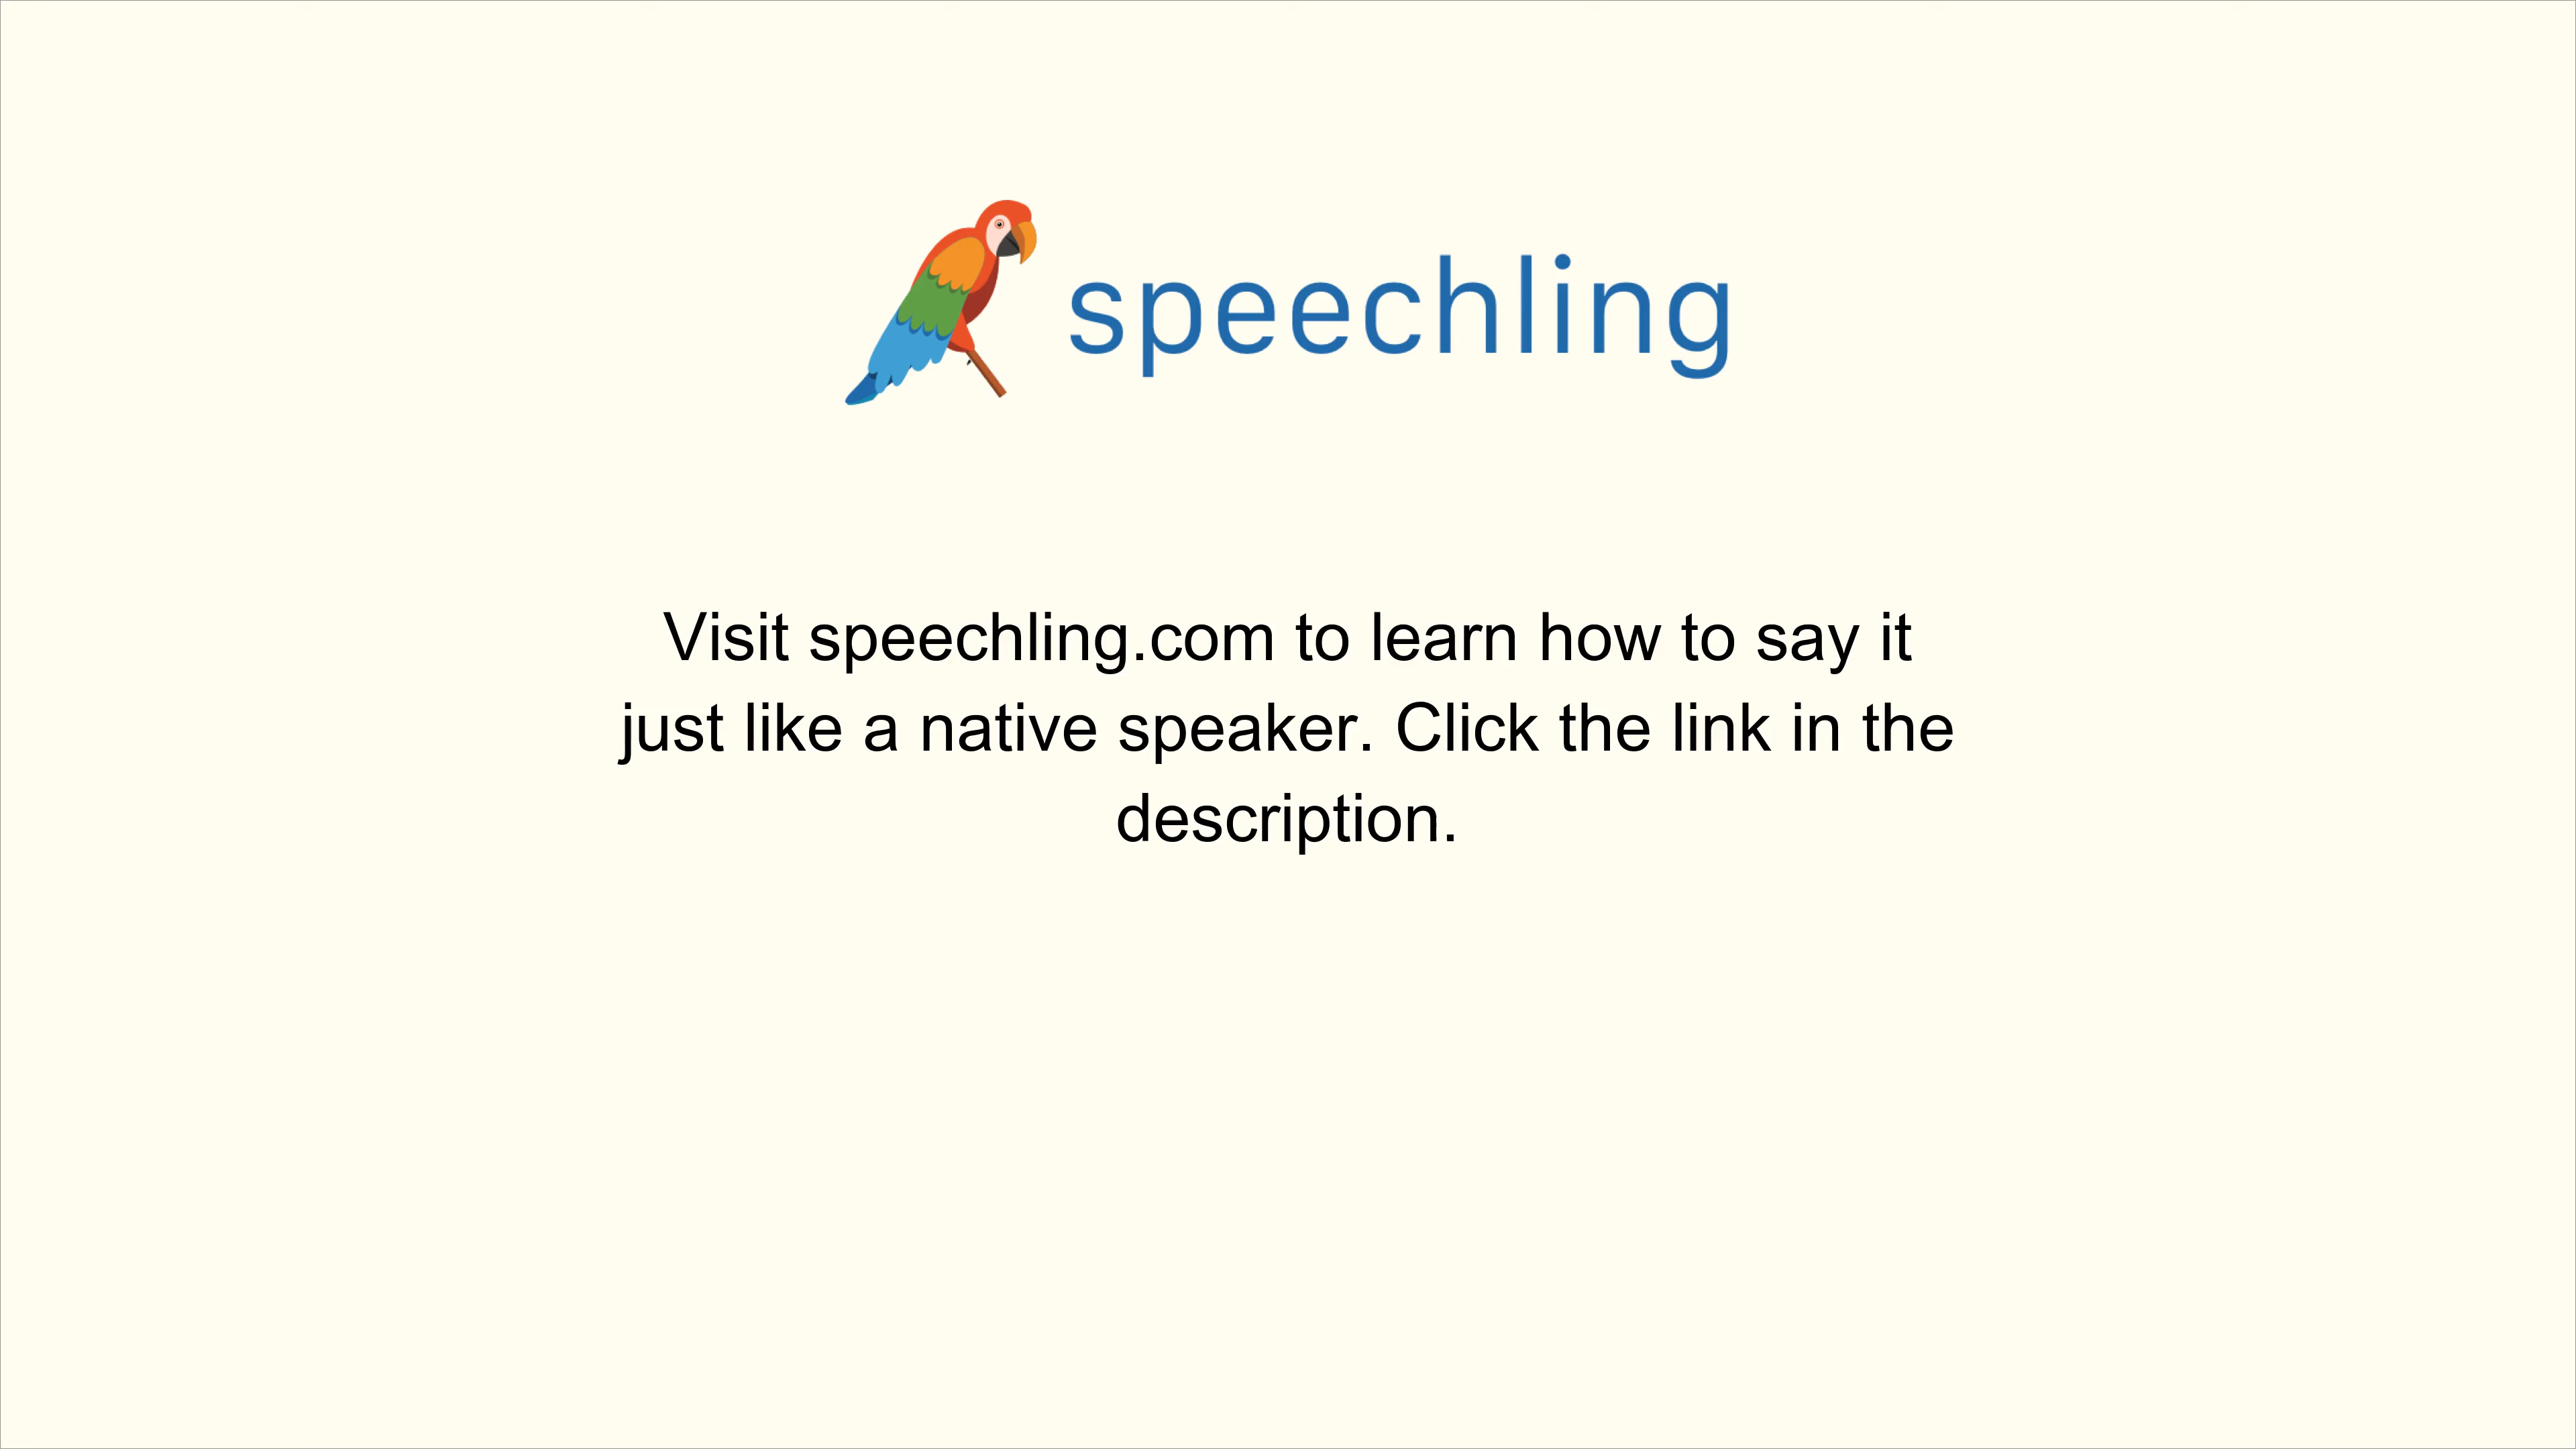 speechling
Visit speechling.com to learn how to say it
just like a native speaker. Click the link in the
description.